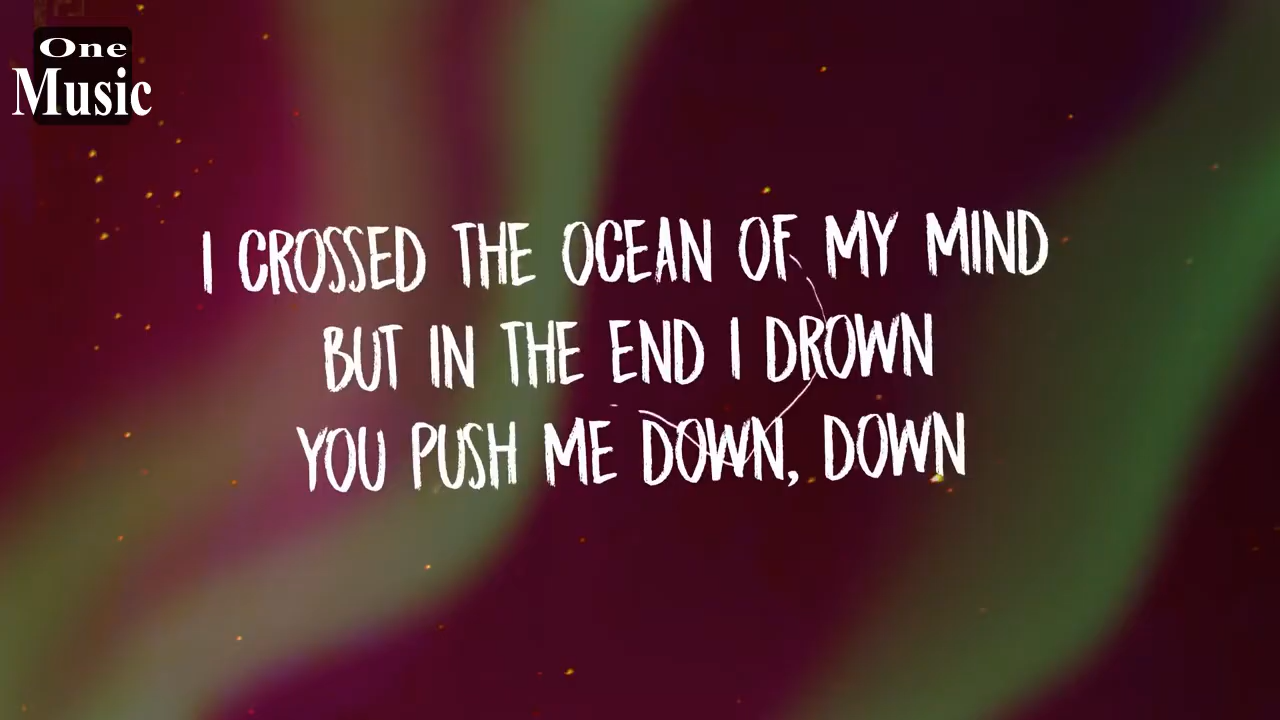 One
Music
I CROSSED THE OCEAN OF MY MIND
BUT IN THE END I DROWN
YOU PUSH ME DOWN, DOWN